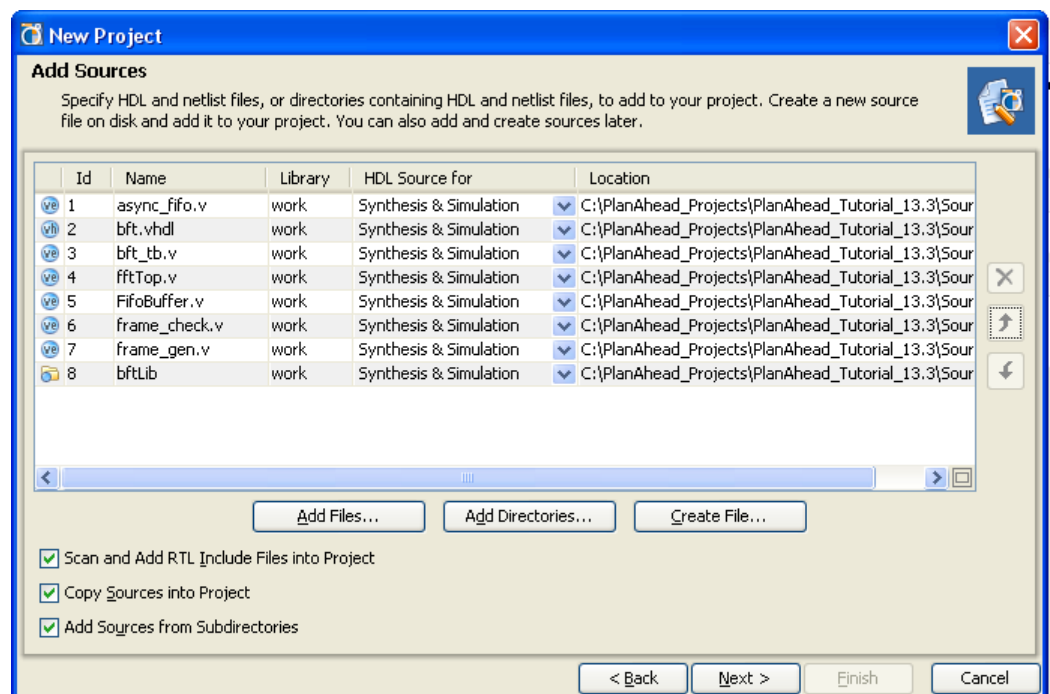 New Project
Add Sources
Specify HDL and netlist files, or directories containing HDL and netlist files, to add to your project. Create a new source
file on disk and add it to your project. You can also add and create sources later.
Id Name Library HDL Source for Location
ve 1 async_fifo.v work Synthesis & Simulation C:\PlanAhead_Projects\PlanAhead_Tutorial_13.3\Sour
vh 2 bft.vhdl work Synthesis & Simulation C:\PlanAhead_Projects\PlanAhead_Tutorial_13.3\Sour
ve 3 bft_tb.v work Synthesis & Simulation C:\PlanAhead_Projects\PlanAhead_Tutorial_13.3\Sour
ve 4 fftTop.v work Synthesis & Simulation C:\PlanAhead_Projects\PlanAhead_Tutorial_13.3\Sour
ve 5 FifoBuffer.v work Synthesis & Simulation C:\PlanAhead_Projects\PlanAhead_Tutorial_13.3\Sour
ve 6 frame_check.v work Synthesis & Simulation C:\PlanAhead_Projects\PlanAhead_Tutorial_13.3\Sour
ve 7 frame_gen.v work Synthesis & Simulation C:\PlanAhead_Projects\PlanAhead_Tutorial_13.3\Sour
8 bftLib work Synthesis & Simulation C:\PlanAhead_Projects\PlanAhead_Tutorial_13.3\Sour
Add Files... Add Directories... Create File...
Scan and Add RTL Include Files into Project
Copy Sources into Project
Add Sources from Subdirectories
< Back Next > Finish Cancel